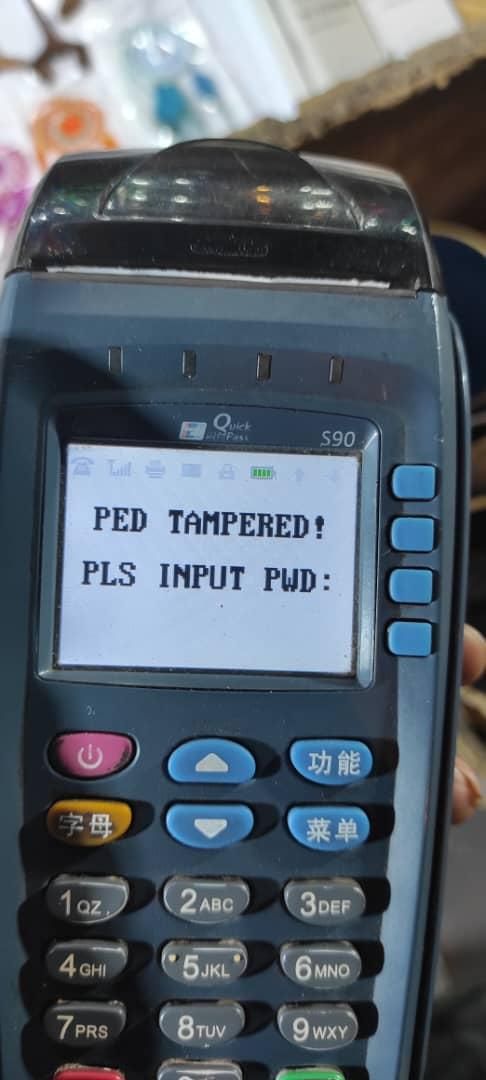 Quick
Pass
S90
PED TAMPERED!
PLS INPUT PWD:
功能
字母
菜单
1QZ.
2ABC
3DEF
4GHI
5JKL
6MNO
7PRS
8TUV
9WXY